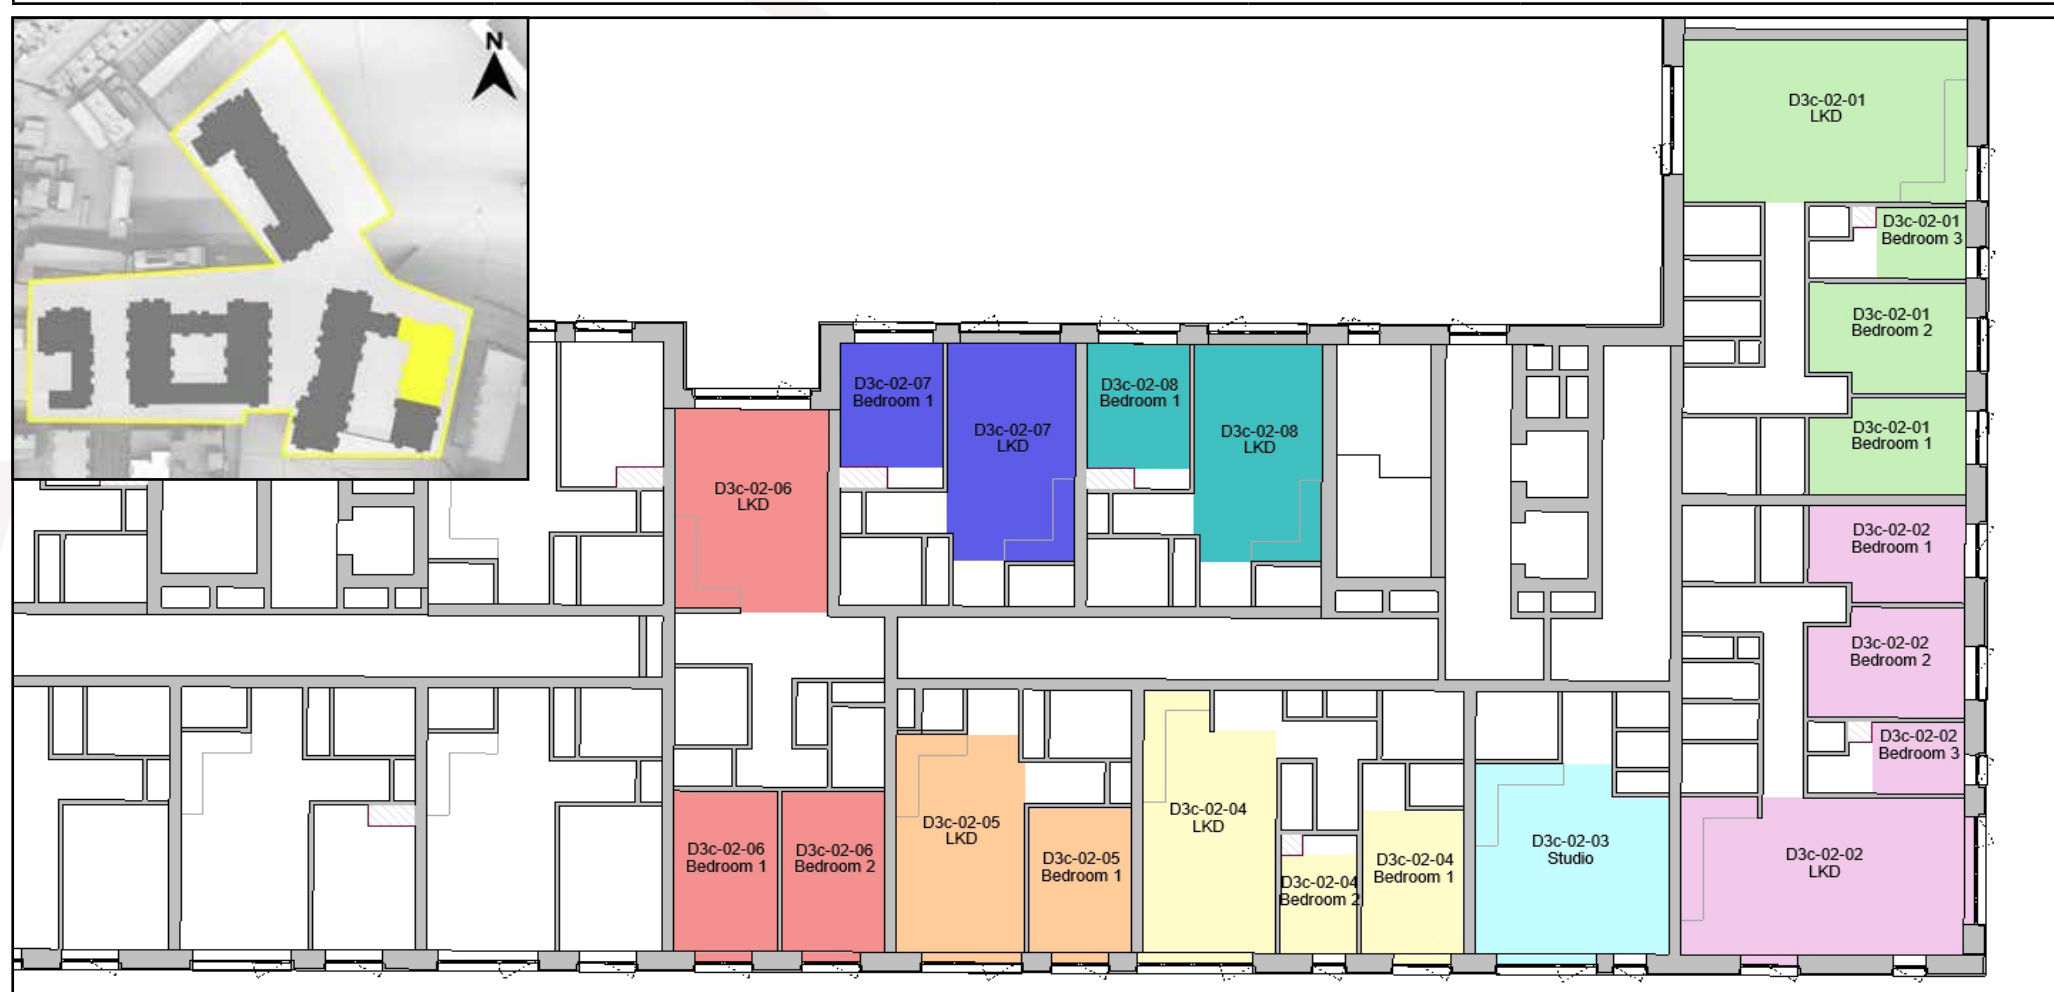 N
D3c-02-01
LKD
D3c-02-01
Bedroom 3
D3c-02-01
Bedroom 2
D3c-02-01
Bedroom 1
D3c-02-07
Bedroom 1
D3c-02-07
LKD
D3c-02-08
Bedroom 1
D3c-02-08
LKD
D3c-02-06
LKD
D3c-02-02
Bedroom 1
D3c-02-02
Bedroom 2
D3c-02-02
Bedroom 3
D3c-02-06
Bedroom 1
D3c-02-06
Bedroom 2
D3c-02-05
LKD
D3c-02-05
Bedroom 1
D3c-02-04
LKD
D3c-02-04
Bedroom 2
D3c-02-04
Bedroom 1
D3c-02-03
Studio
D3c-02-02
LKD